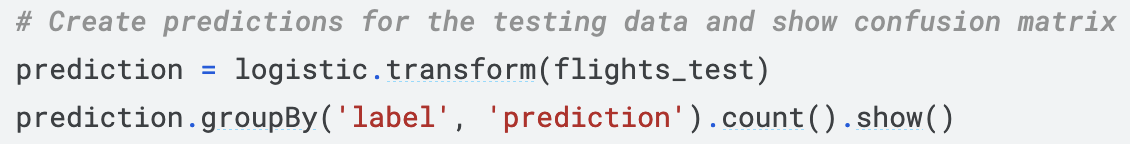 # Create predictions for the testing data and show confusion matrix
prediction = logistic.transform(flights_test)
prediction.groupBy('label', 'prediction').count().show()